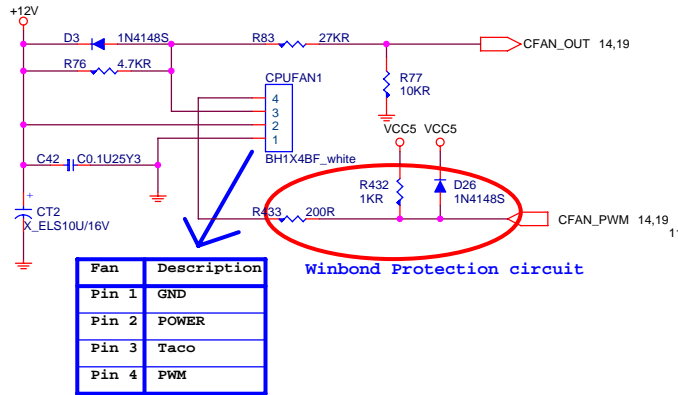 +12V
D3 1N4148S R83 27KR
CFAN_OUT 14,19
R76 4.7KR
CPUFAN1
R77
10KR
4
3
2
1
VCC5 VCC5
C42 C0.1U25Y3
BH1X4BF_white
R432
1KR
D26
1N4148S
+
CT2
X_ELS10U/16V
R433 200R
CFAN_PWM 14,19
1
Winbond Protection circuit
Fan Description
Pin 1 GND
Pin 2 POWER
Pin 3 Taco
Pin 4 PWM